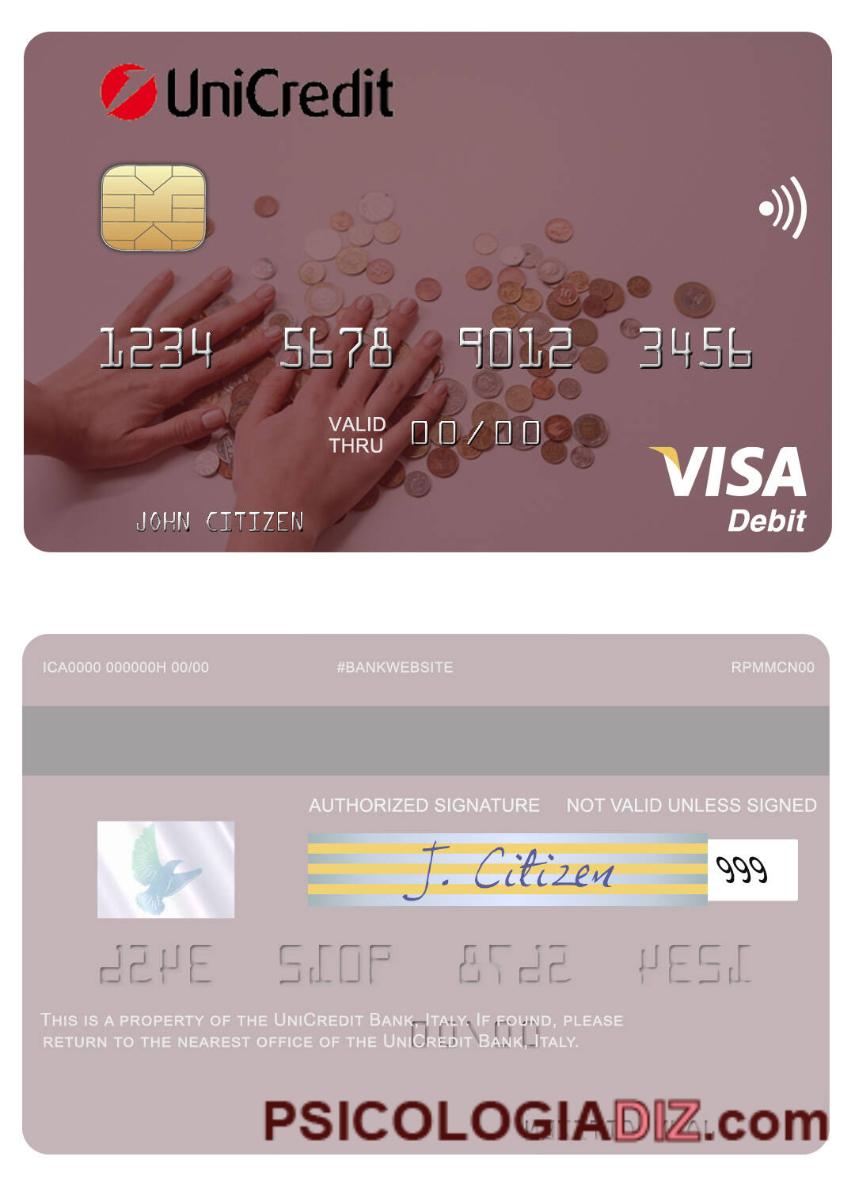 UniCredit
1234 5678 9012 3456
VALID THRU 00/00
VISA
Debit
JOHN CITIZEN
ICA0000 000000H 00/00 #BANKWEBSITE RPMMCN00
AUTHORIZED SIGNATURE NOT VALID UNLESS SIGNED
J. Citizen 999
THIS IS A PROPERTY OF THE UNICREDIT BANK, ITALY. IF FOUND, PLEASE
RETURN TO THE NEAREST OFFICE OF THE UNICREDIT BANK, ITALY.
PSICOLOGIADIZ.com